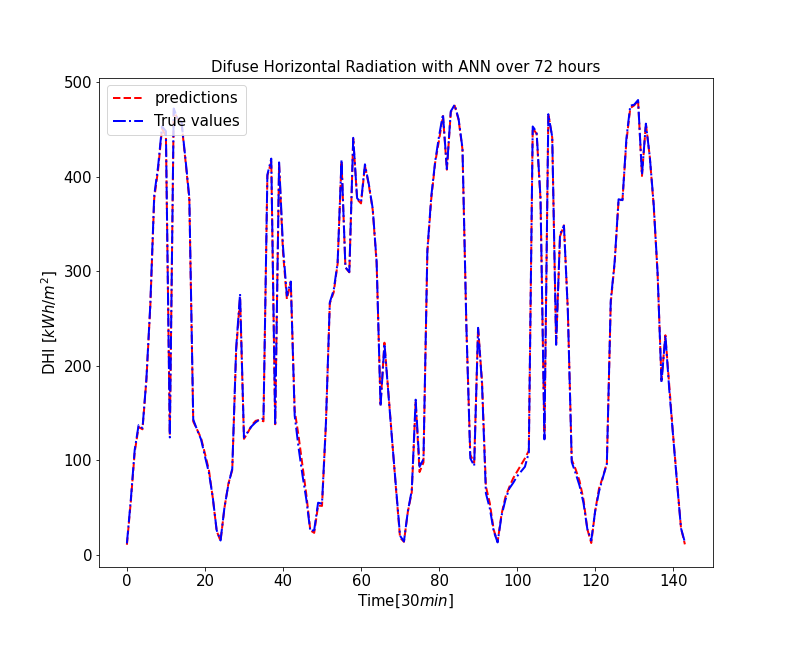 Difuse Horizontal Radiation with ANN over 72 hours
predictions
True values
500
400
300
200
100
0
DHI [kWh/m²]
0 20 40 60 80 100 120 140
Time[30min]